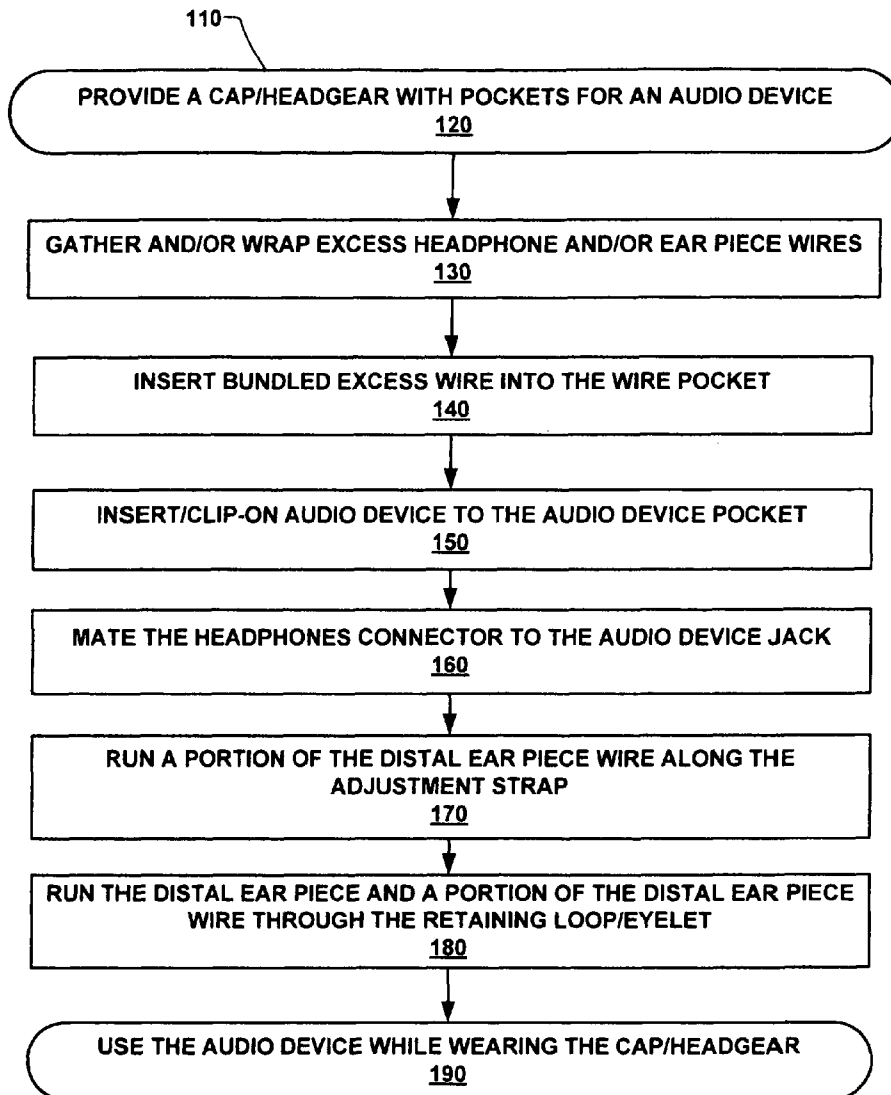 110
PROVIDE A CAP/HEADGEAR WITH POCKETS FOR AN AUDIO DEVICE
120
GATHER AND/OR WRAP EXCESS HEADPHONE AND/OR EAR PIECE WIRES
130
INSERT BUNDLED EXCESS WIRE INTO THE WIRE POCKET
140
INSERT/CLIP-ON AUDIO DEVICE TO THE AUDIO DEVICE POCKET
150
MATE THE HEADPHONES CONNECTOR TO THE AUDIO DEVICE JACK
160
RUN A PORTION OF THE DISTAL EAR PIECE WIRE ALONG THE
ADJUSTMENT STRAP
170
RUN THE DISTAL EAR PIECE AND A PORTION OF THE DISTAL EAR PIECE
WIRE THROUGH THE RETAINING LOOP/EYELET
180
USE THE AUDIO DEVICE WHILE WEARING THE CAP/HEADGEAR
190